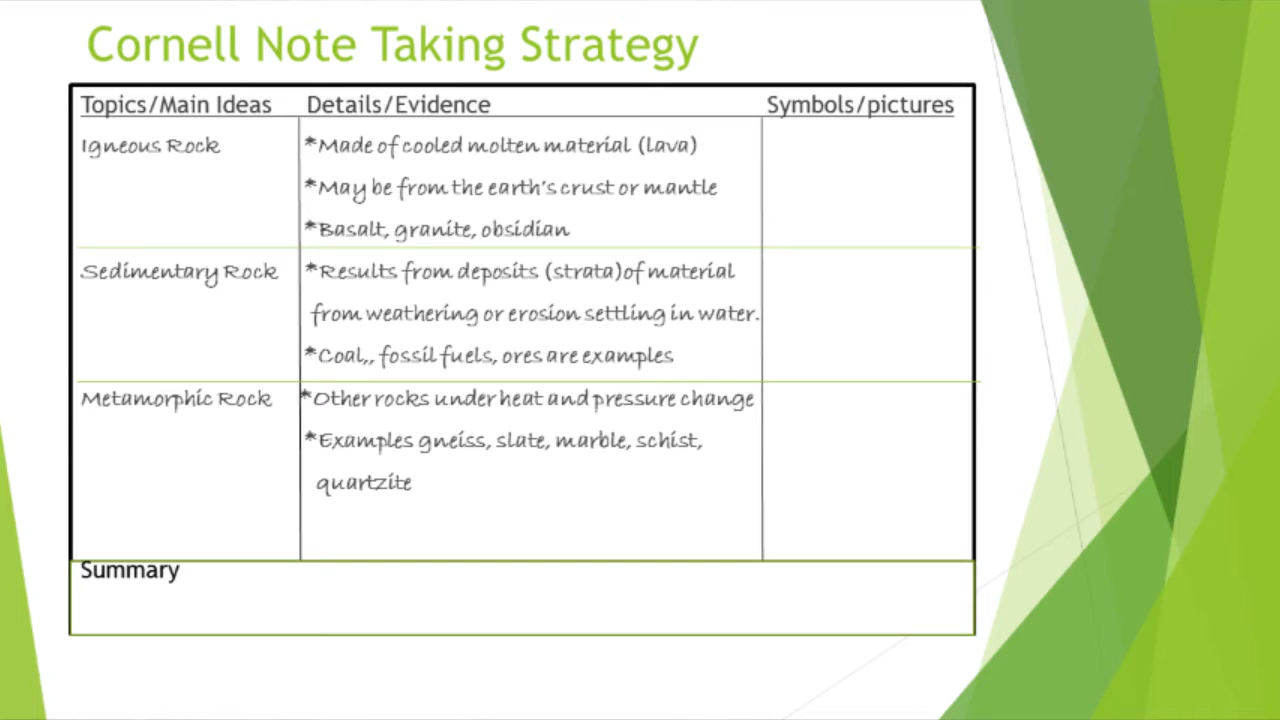 Cornell Note Taking Strategy
Topics/Main Ideas Details/Evidence Symbols/pictures
Igneous Rock *Made of cooled molten material (lava)
*May be from the earth's crust or mantle
*Basalt, granite, obsidian
Sedimentary Rock *Results from deposits (strata)of material
from weathering or erosion settling in water.
*Coal,, fossil fuels, ores are examples
Metamorphic Rock *Other rocks under heat and pressure change
*Examples gneiss, slate, marble, schist,
quartzite
Summary